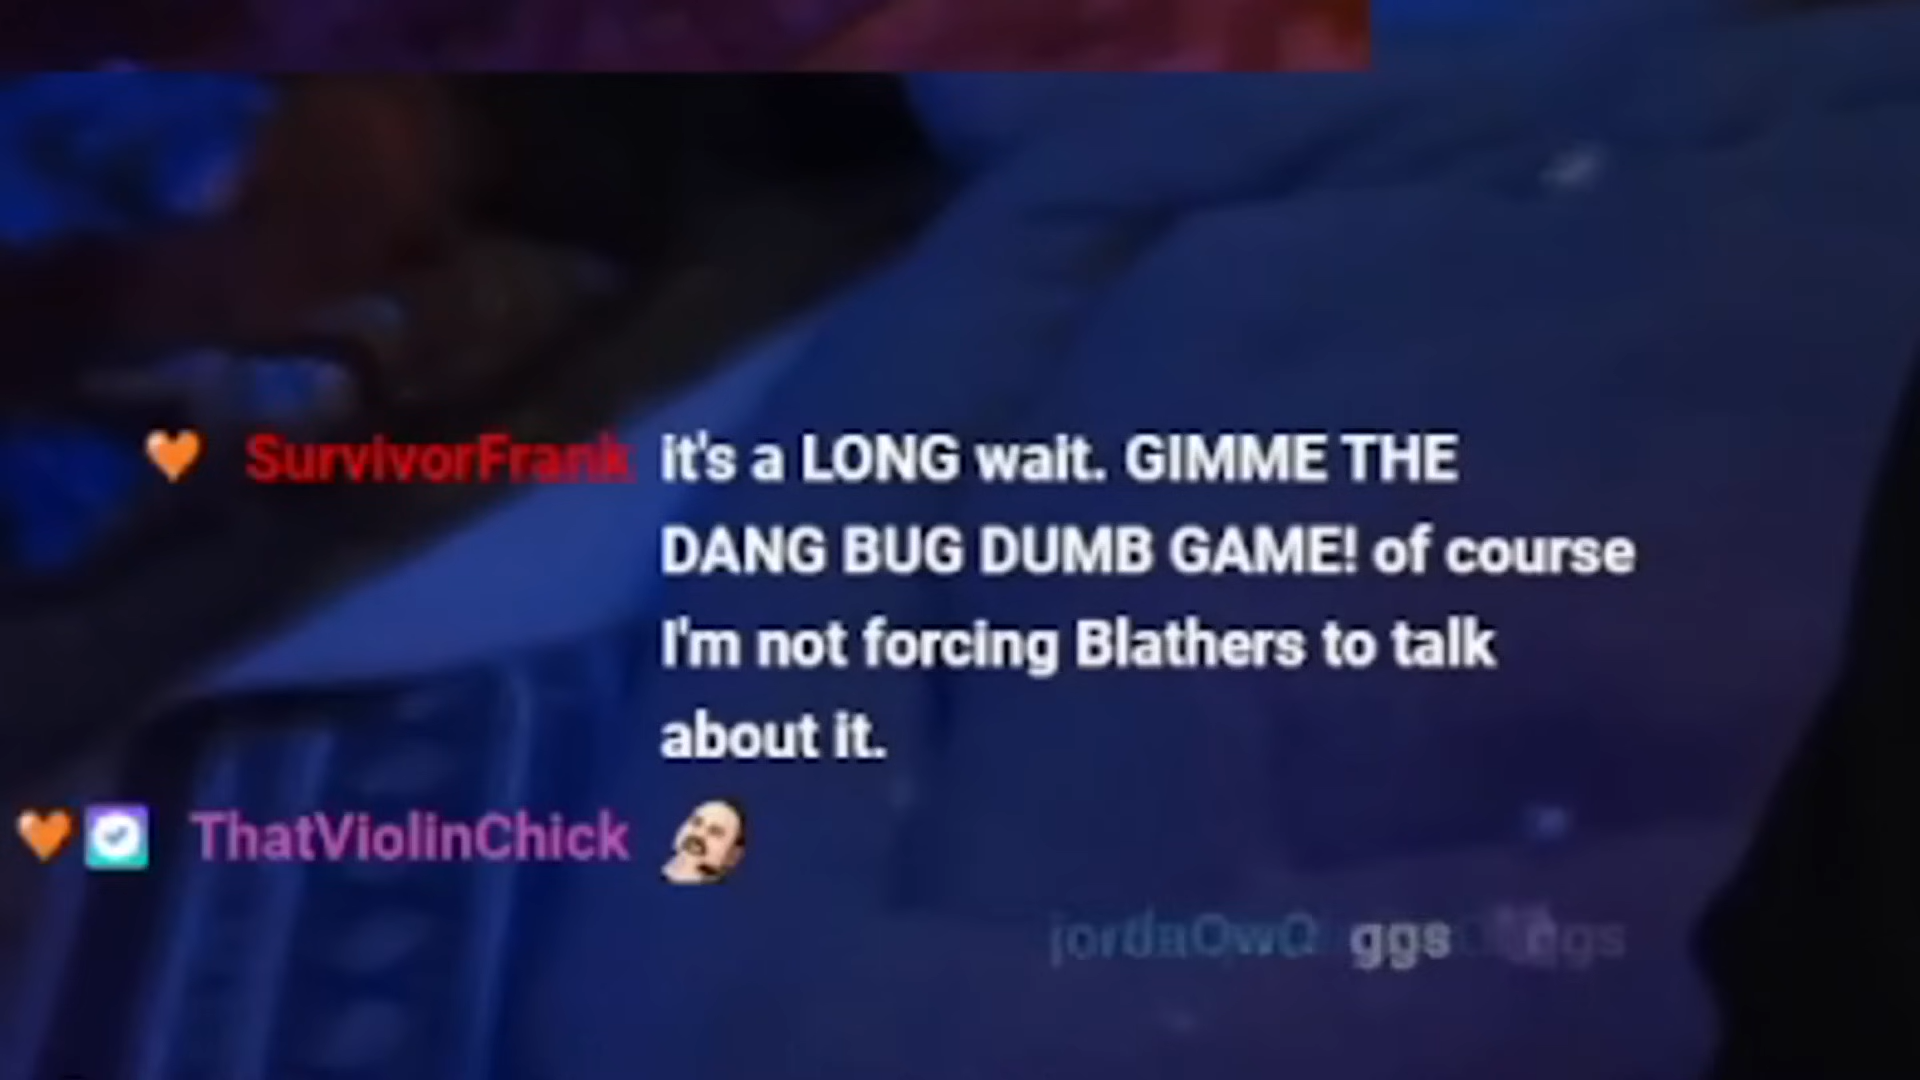 SurvivorFrank it's a LONG wait. GIMME THE
DANG BUG DUMB GAME! of course
I'm not forcing Blathers to talk
about it.
ThatViolinChick
jordaOwO ggs